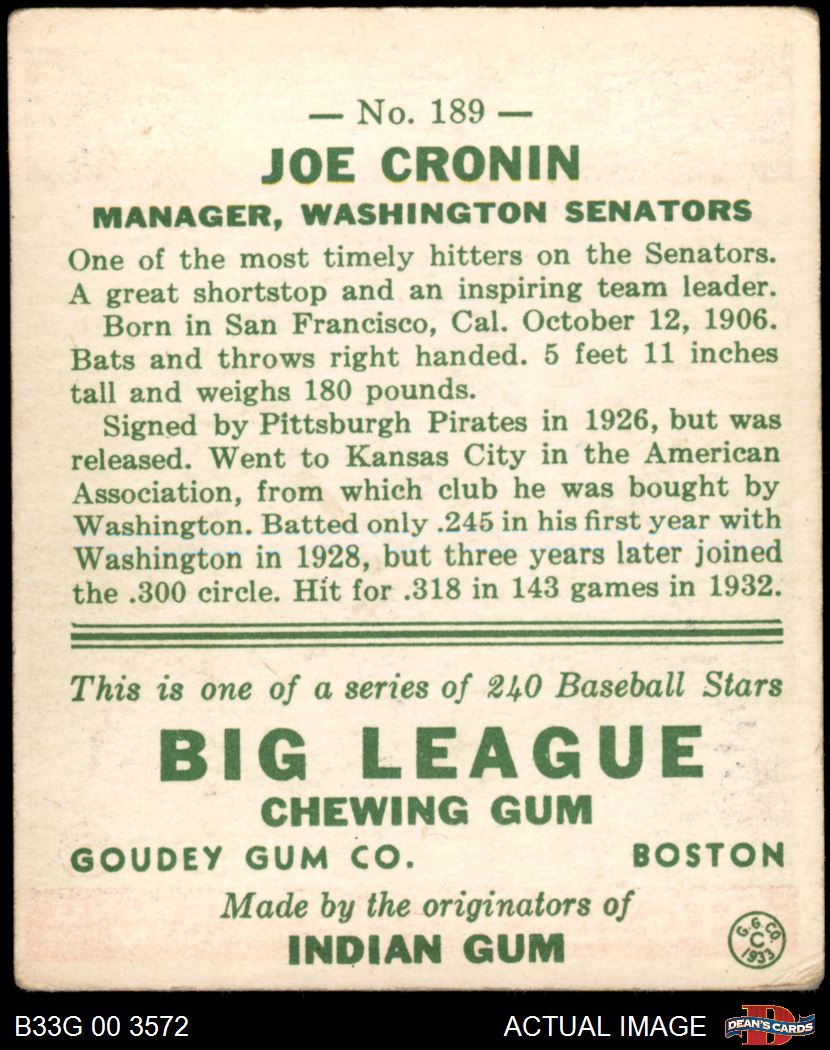 — No. 189 —
JOE CRONIN
MANAGER, WASHINGTON SENATORS
One of the most timely hitters on the Senators.
A great shortstop and an inspiring team leader.
Born in San Francisco, Cal. October 12, 1906.
Bats and throws right handed. 5 feet 11 inches
tall and weighs 180 pounds.
Signed by Pittsburgh Pirates in 1926, but was
released. Went to Kansas City in the American
Association, from which club he was bought by
Washington. Batted only .245 in his first year with
Washington in 1928, but three years later joined
the .300 circle. Hit for .318 in 143 games in 1932.
This is one of a series of 240 Baseball Stars
BIG LEAGUE
CHEWING GUM
GOUDEY GUM CO. BOSTON
Made by the originators of
INDIAN GUM
G.G.CO.
C
1933
B33G 00 3572 ACTUAL IMAGE D DEAN'S CARDS